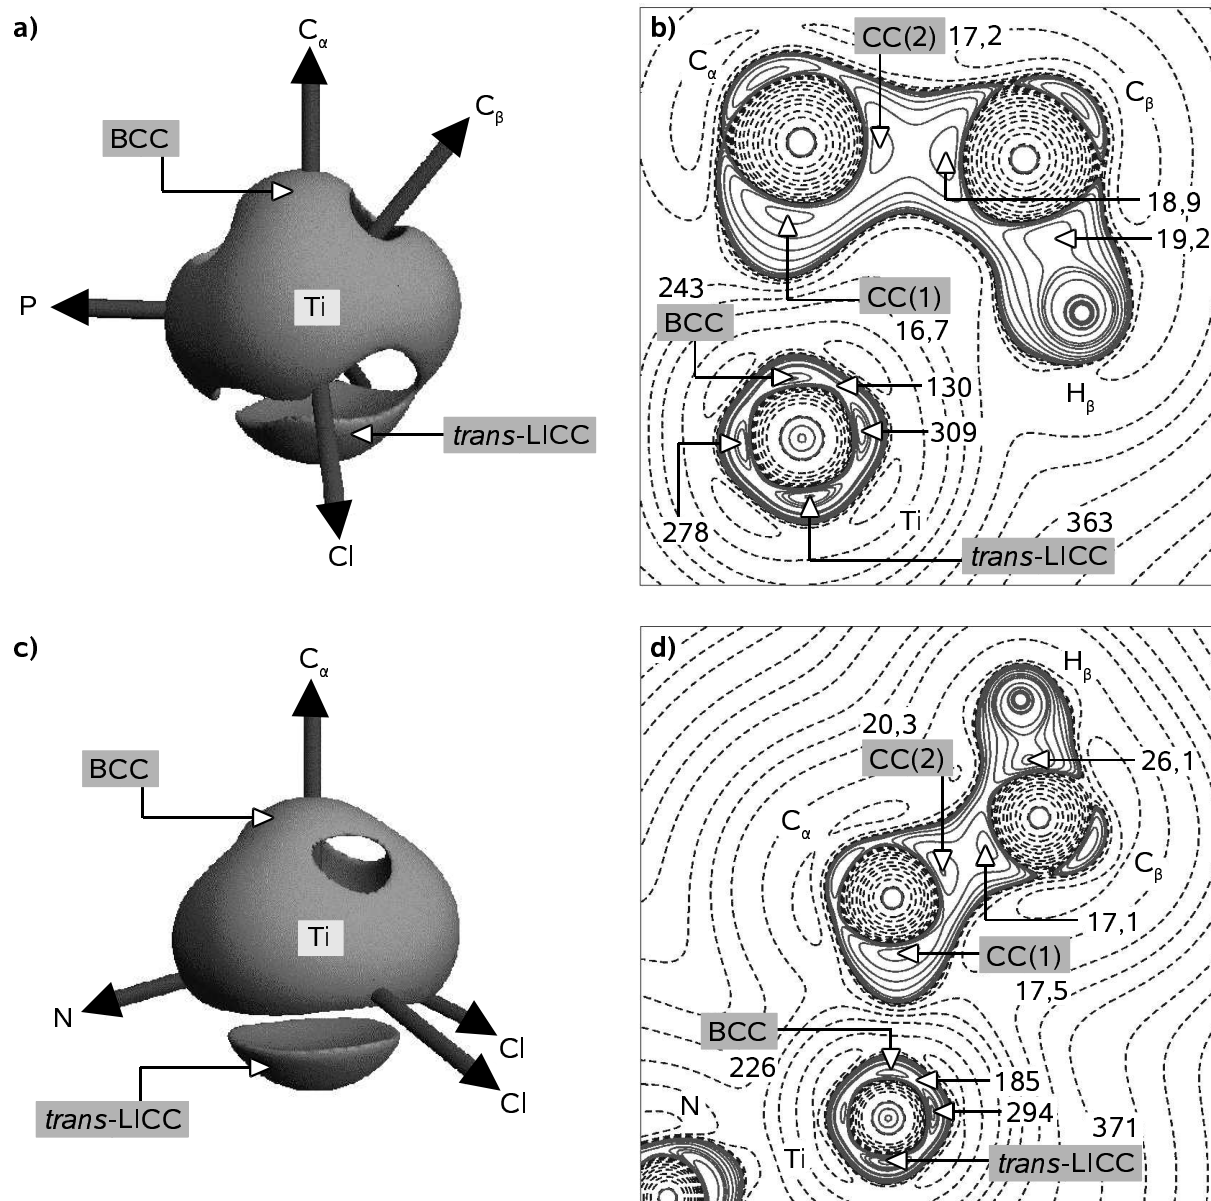 a)
Cα
Cβ
BCC
P
Ti
trans-LICC
Cl
b)
CC(2) 17,2
Cα
Cβ
18,9
19,2
243
CC(1)
BCC
16,7
130
Hβ
309
278
Ti
363
trans-LICC
c)
Cα
BCC
Ti
N
Cl
Cl
trans-LICC
d)
Hβ
20,3
CC(2)
26,1
Cα
Cβ
17,1
CC(1)
17,5
BCC
226
185
N
294
371
Ti
trans-LICC